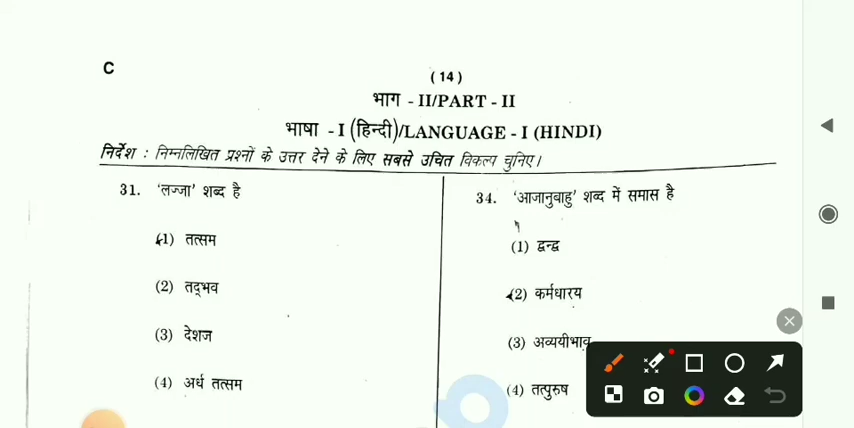 C
( 14 )
भाग - II/PART - II
भाषा - I (हिन्दी)/LANGUAGE - I (HINDI)
निर्देश : निम्नलिखित प्रश्नों के उत्तर देने के लिए सबसे उचित विकल्प चुनिए।
31. ‘लज्जा’ शब्द है
(1) तत्सम
(2) तद्भव
(3) देशज
(4) अर्ध तत्सम
34. ‘आजानुबाहु’ शब्द में समास है
(1) द्वन्द्व
(2) कर्मधारय
(3) अव्ययीभाव
(4) तत्पुरुष